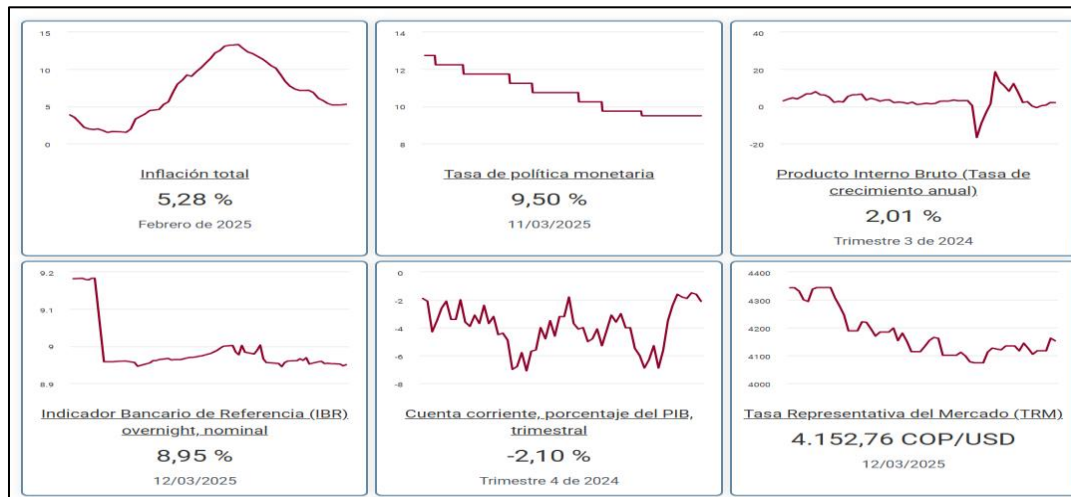 15
10
5
0
Inflación total
5,28 %
Febrero de 2025
14
12
10
8
Tasa de política monetaria
9,50 %
11/03/2025
40
20
0
-20
Producto Interno Bruto (Tasa de
crecimiento anual)
2,01 %
Trimestre 3 de 2024
9.2
9.1
9
8.9
Indicador Bancario de Referencia (IBR)
overnight, nominal
8,95 %
12/03/2025
0
-2
-4
-6
-8
Cuenta corriente, porcentaje del PIB,
trimestral
-2,10 %
Trimestre 4 de 2024
4400
4300
4200
4100
4000
Tasa Representativa del Mercado (TRM)
4.152,76 COP/USD
12/03/2025